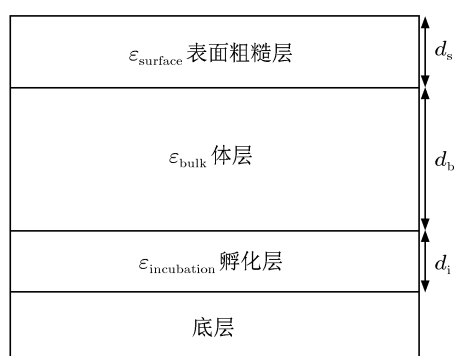 ε_surface 表面粗糙层
d_s
ε_bulk 体层
d_b
ε_incubation 孵化层
d_i
底层